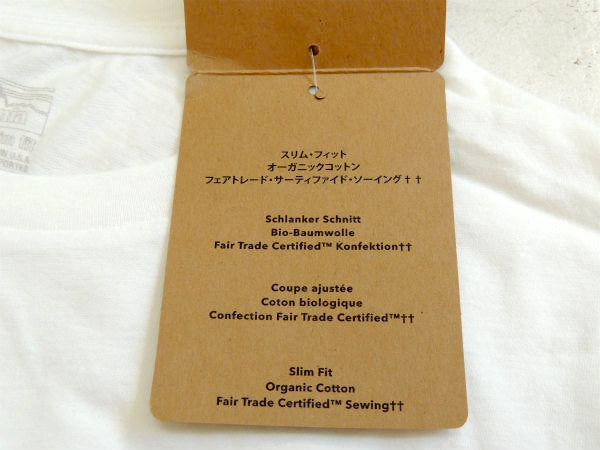 スリム・フィット
オーガニックコットン
フェアトレード・サーティファイド・ソーイング††
Schlanker Schnitt
Bio-Baumwolle
Fair Trade Certified™ Konfektion††
Coupe ajustée
Coton biologique
Confection Fair Trade Certified™††
Slim Fit
Organic Cotton
Fair Trade Certified™ Sewing††